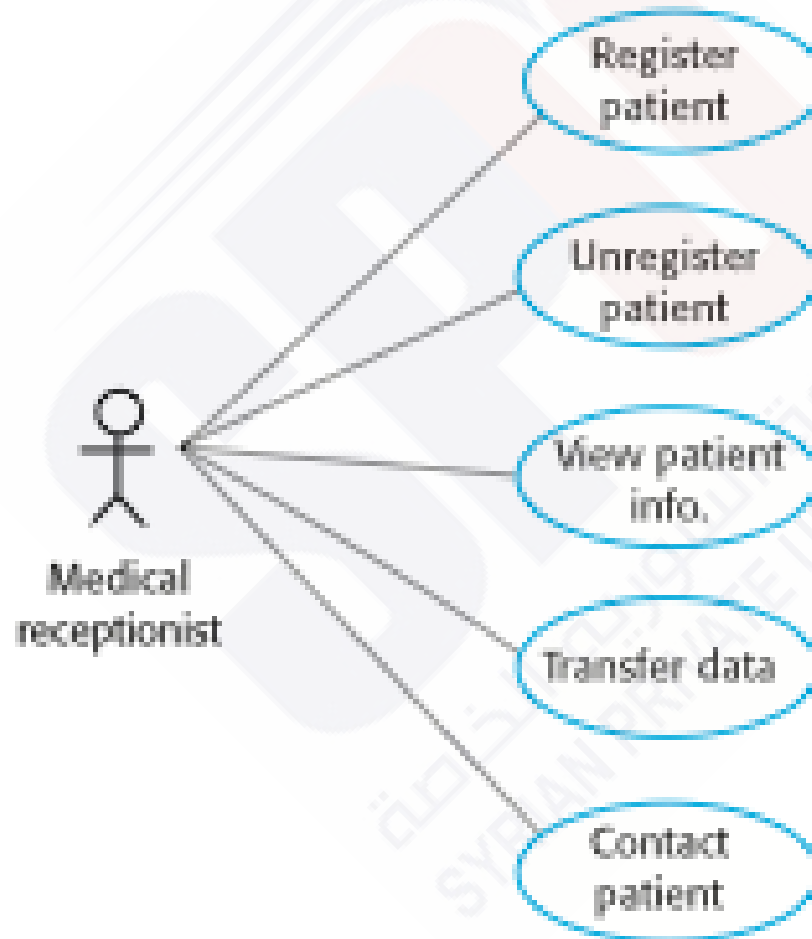 Register
patient
Unregister
patient
View patient
info.
Medical
receptionist
Transfer data
Contact
patient